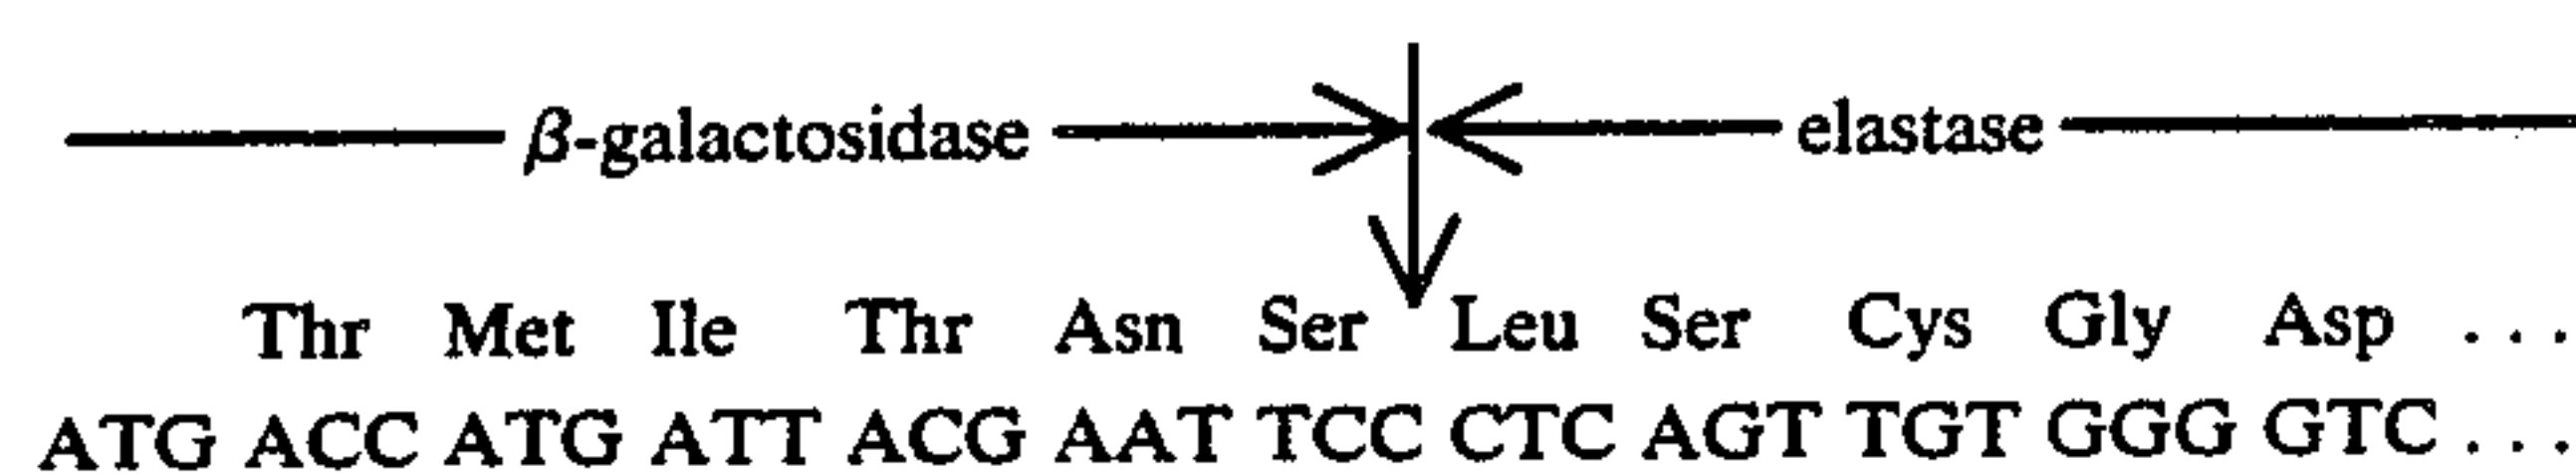 β-galactosidase elastase
Thr Met Ile Thr Asn Ser Leu Ser Cys Gly Asp ...
ATG ACC ATG ATT ACG AAT TCC CTC AGT TGT GGG GTC ...